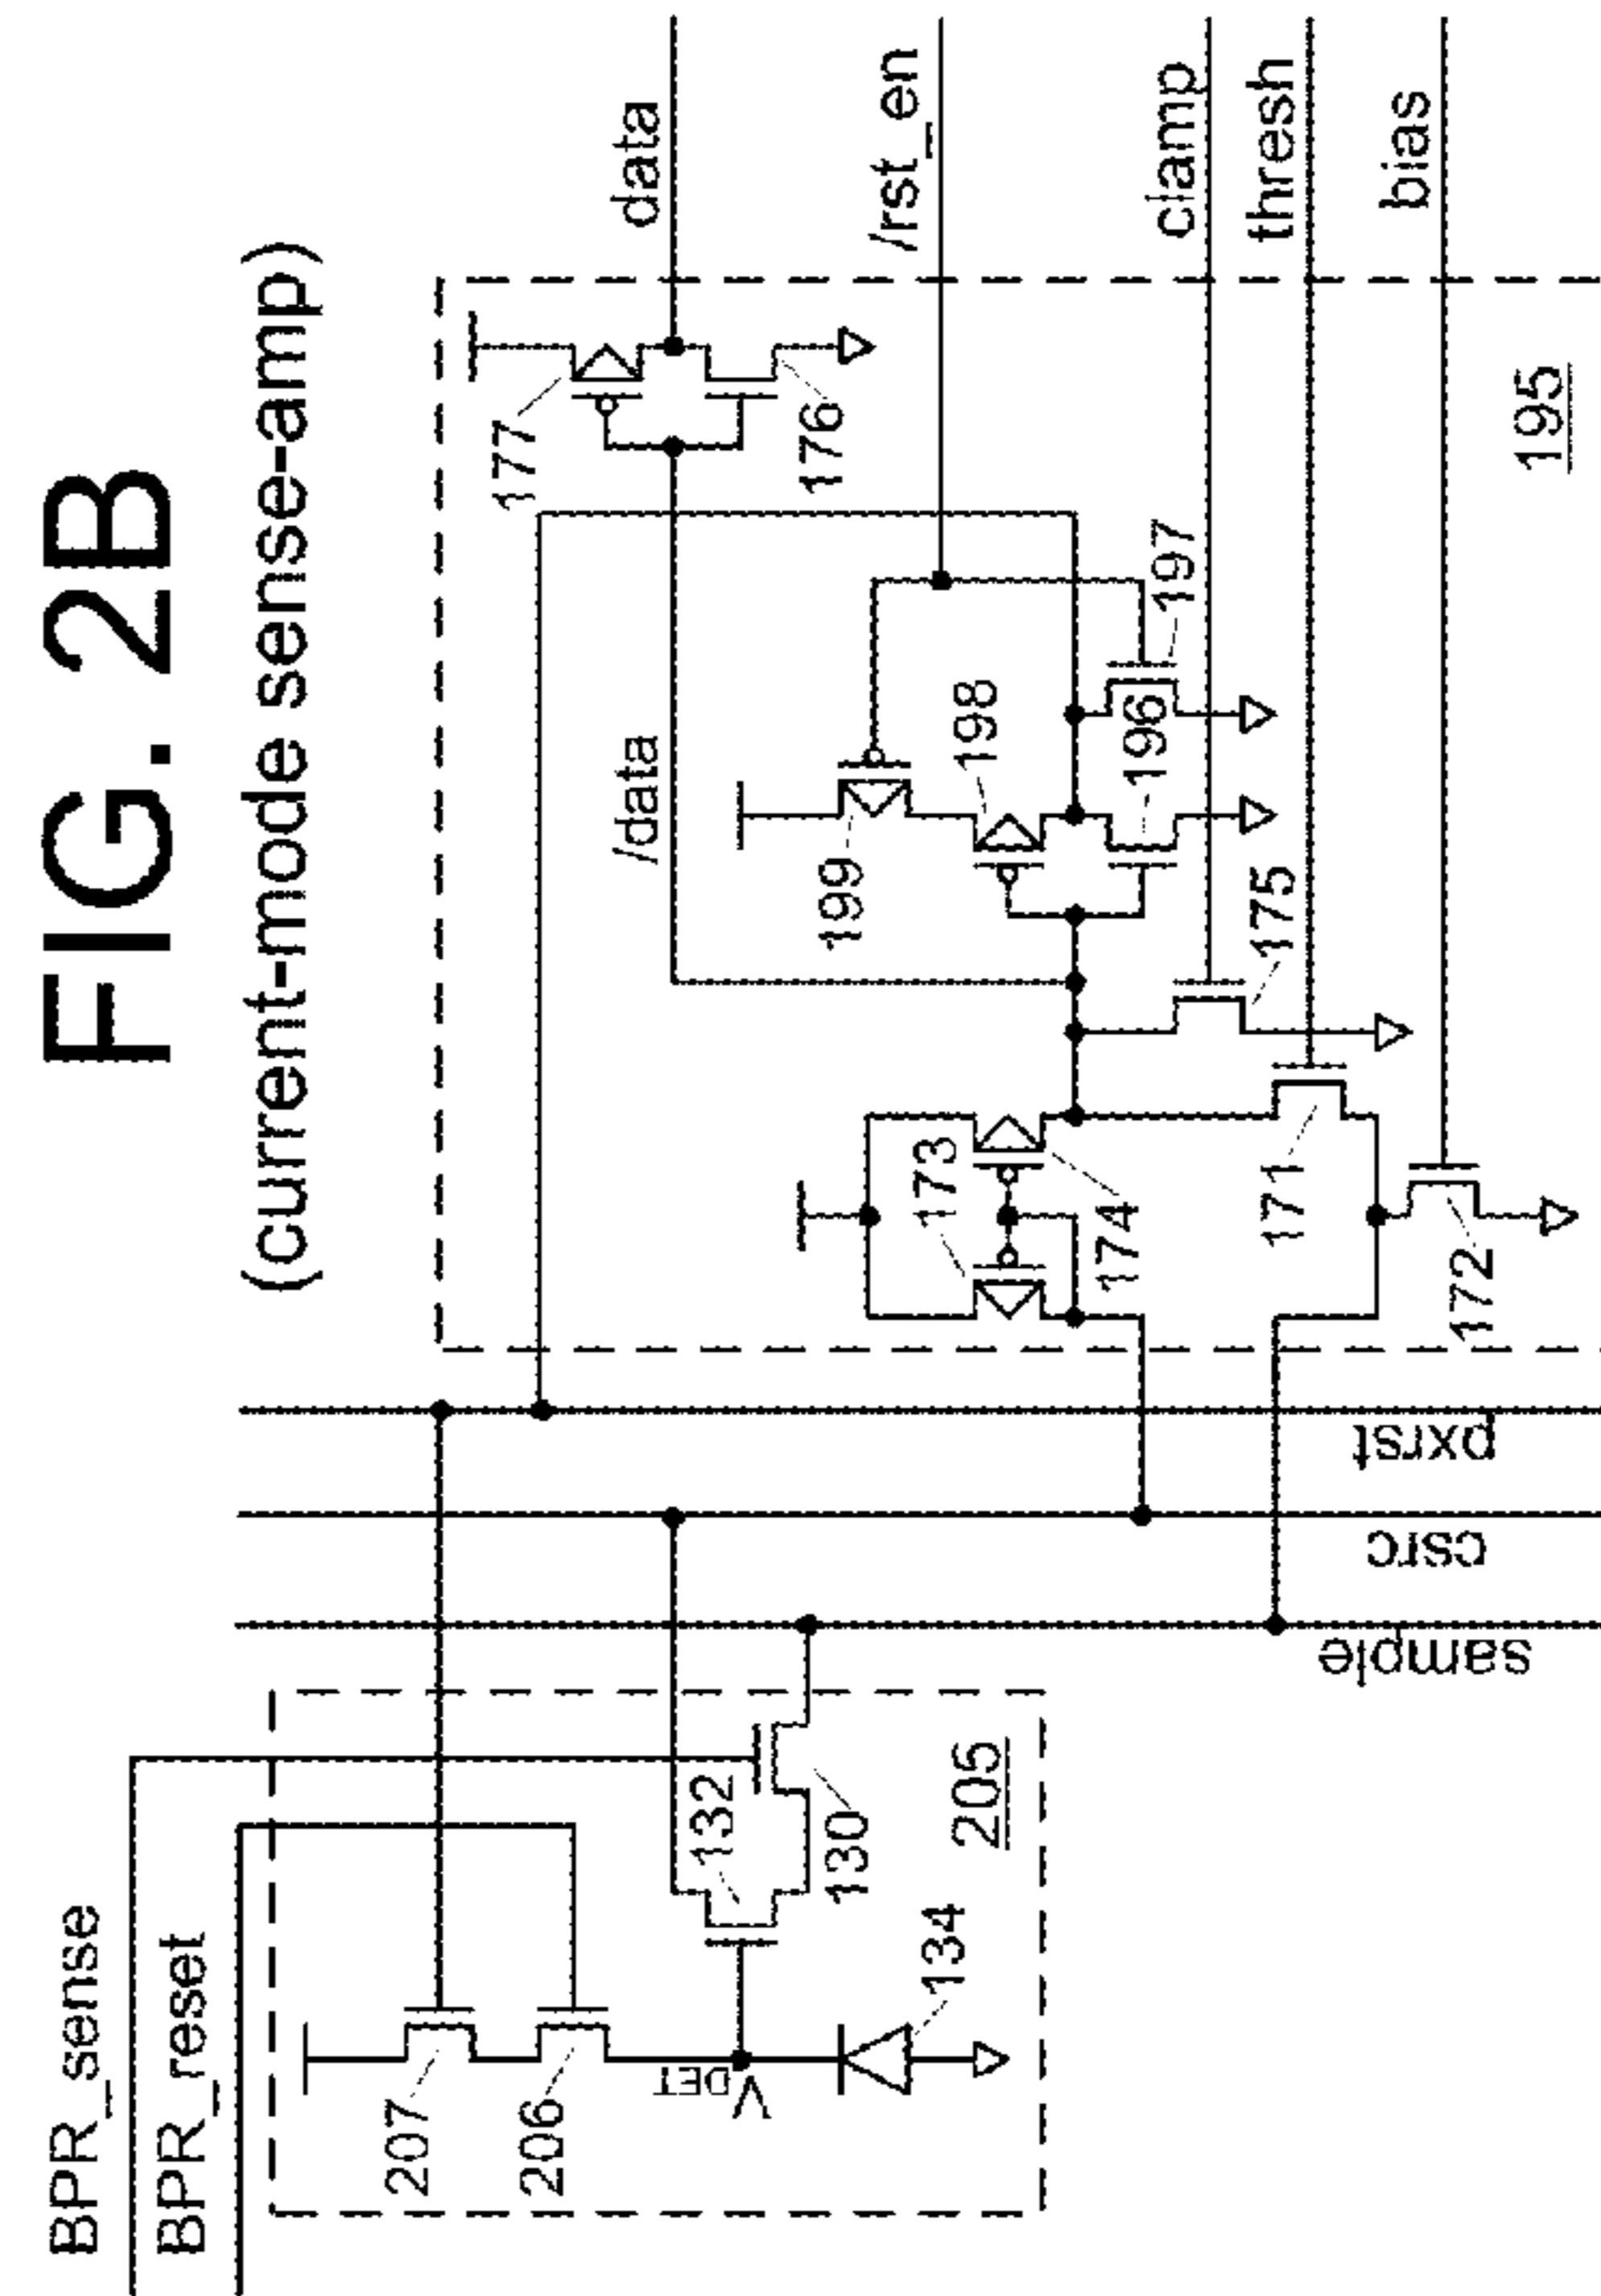 FIG. 2B
(current-mode sense-amp)
BPR_sense
BPR_reset
207
206
V DET
134
132
130
205
sample
csrc
pxrst
173
174
171
172
/data
199
198
196
197
175
177
176
195
data
/rst_en
clamp
thresh
bias